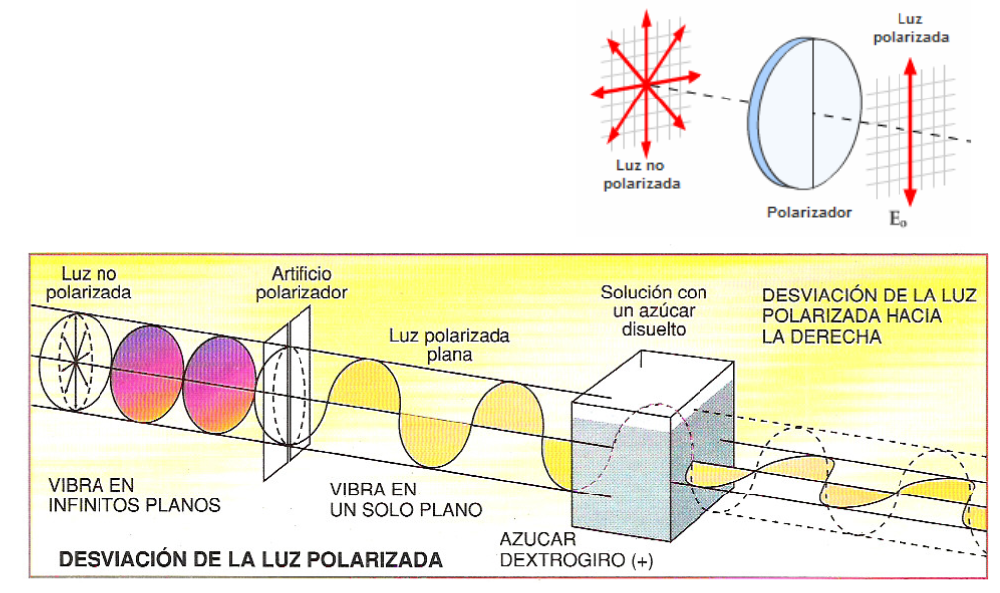 Luz
polarizada
Luz no
polarizada
Polarizador
E₀
Luz no
polarizada
Artificio
polarizador
Luz polarizada
plana
Solución con
un azúcar
disuelto
DESVIACIÓN DE LA LUZ
POLARIZADA HACIA
LA DERECHA
VIBRA EN
INFINITOS PLANOS
VIBRA EN
UN SOLO PLANO
AZUCAR
DEXTROGIRO (+)
DESVIACIÓN DE LA LUZ POLARIZADA